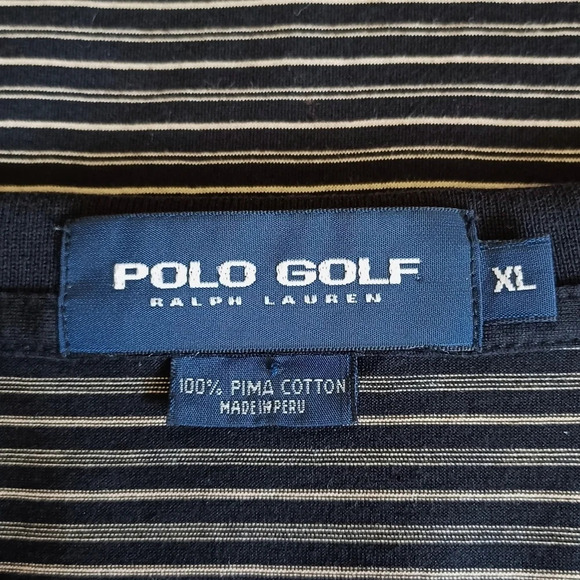 POLO GOLF
RALPH LAUREN
XL
100% PIMA COTTON
MADE IN PERU